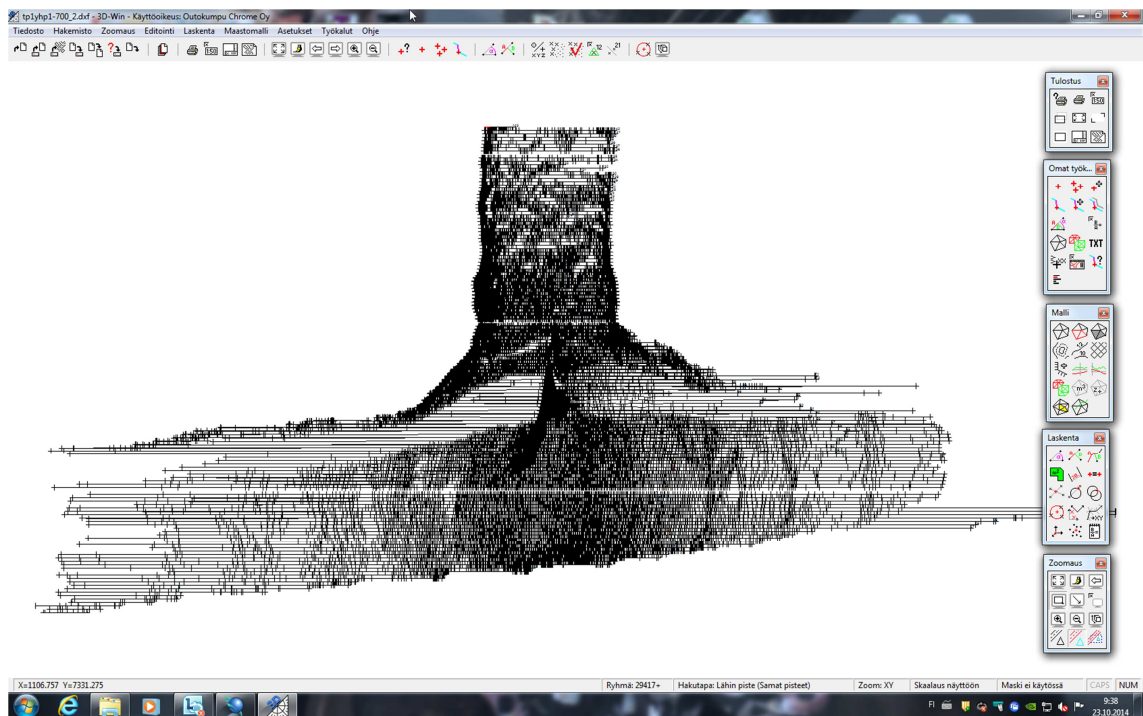 tp1yhp1-700_2.dxf - 3D-Win - Käyttöoikeus: Outokumpu Chrome Oy
Tiedosto Hakemisto Zoomaus Editointi Laskenta Maastomalli Asetukset Työkalut Ohje
Tulostus
Omat työk...
TXT
Malli
Laskenta
Zoomaus
X=1106.757 Y=7331.275 Ryhmä: 29417+ Hakutapa: Lähin piste (Samat pisteet) Zoom: XY Skaalaus näyttöön Maski ei käytössä CAPS NUM
FI 9:38
23.10.2014